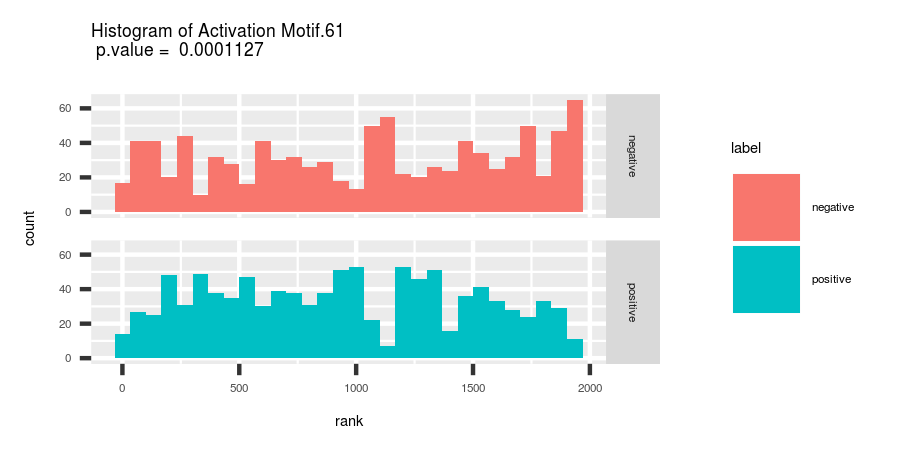 Histogram of Activation Motif.61
p.value = 0.0001127
count
60
40
20
0
negative
60
40
20
0
positive
0
500
1000
1500
2000
rank
label
negative
positive